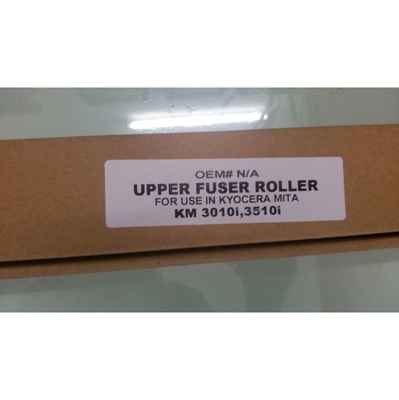 OEM# N/A
UPPER FUSER ROLLER
FOR USE IN KYOCERA MITA
KM 3010i,3510i